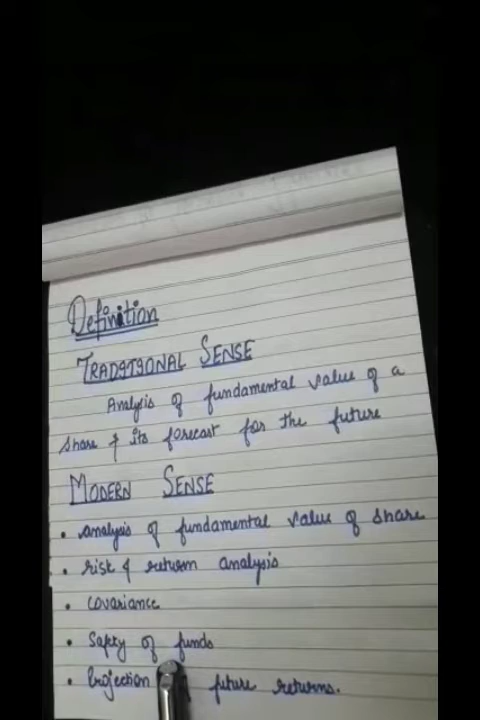 Definition
TRADITIONAL SENSE
Analysis of fundamental value of a
share & its forecast for the future
MODERN SENSE
• analysis of fundamental value of share
• risk & return analysis
• covariance
• Safety of funds
• Projection future returns.